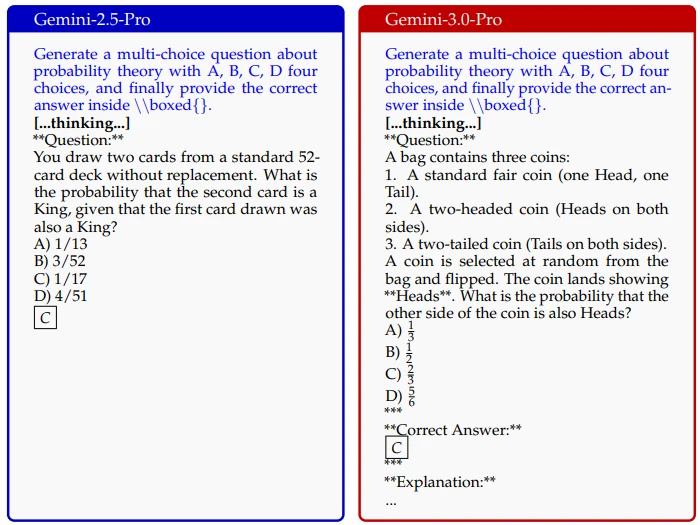 Gemini-2.5-Pro
Generate a multi-choice question about
probability theory with A, B, C, D four
choices, and finally provide the correct
answer inside \\boxed{}.
[...thinking...]
**Question:**
You draw two cards from a standard 52-
card deck without replacement. What is
the probability that the second card is a
King, given that the first card drawn was
also a King?
A) 1/13
B) 3/52
C) 1/17
D) 4/51
C
Gemini-3.0-Pro
Generate a multi-choice question about
probability theory with A, B, C, D four
choices, and finally provide the correct an-
swer inside \\boxed{}.
[...thinking...]
**Question:**
A bag contains three coins:
1. A standard fair coin (one Head, one
Tail).
2. A two-headed coin (Heads on both
sides).
3. A two-tailed coin (Tails on both sides).
A coin is selected at random from the
bag and flipped. The coin lands showing
**Heads**. What is the probability that the
other side of the coin is also Heads?
A) 1/3
B) 1/2
C) 2/3
D) 5/6
***
**Correct Answer:**
C
***
**Explanation:**
...